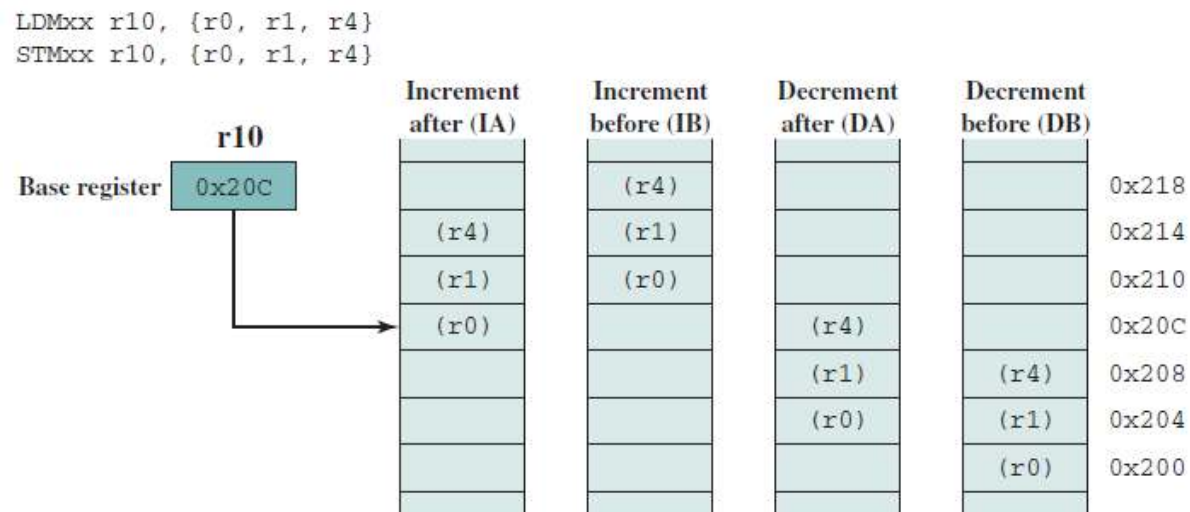 LDMxx r10, {r0, r1, r4}
STMxx r10, {r0, r1, r4}
Increment after (IA)
Increment before (IB)
Decrement after (DA)
Decrement before (DB)
r10
Base register 0x20C
(r4) 0x218
(r4) (r1) 0x214
(r1) (r0) 0x210
(r0) (r4) 0x20C
(r1) (r4) 0x208
(r0) (r1) 0x204
(r0) 0x200